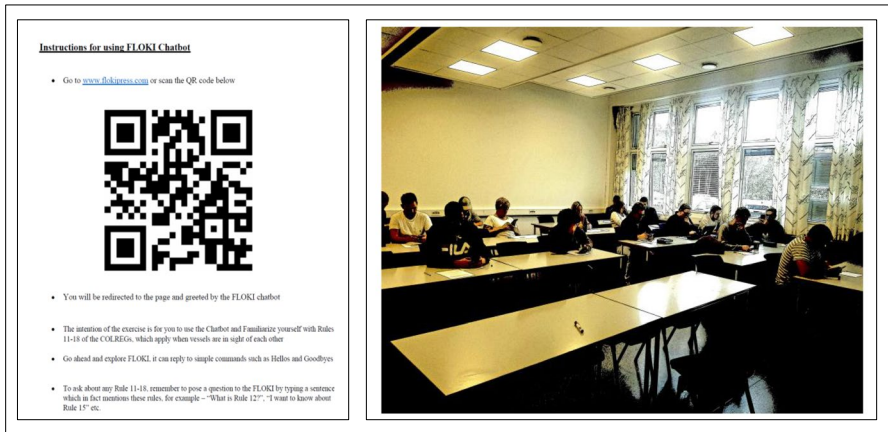 Instructions for using FLOKI Chatbot
• Go to www.flokipress.com or scan the QR code below
• You will be redirected to the page and greeted by the FLOKI chatbot
• The intention of the exercise is for you to use the Chatbot and Familiarize yourself with Rules
11-18 of the COLREGs, which apply when vessels are in sight of each other
• Go ahead and explore FLOKI, it can reply to simple commands such as Hellos and Goodbyes
• To ask about any Rule 11-18, remember to pose a question to the FLOKI by typing a sentence
which in fact mentions these rules, for example – “What is Rule 12?”, “I want to know about
Rule 15” etc.
FILA